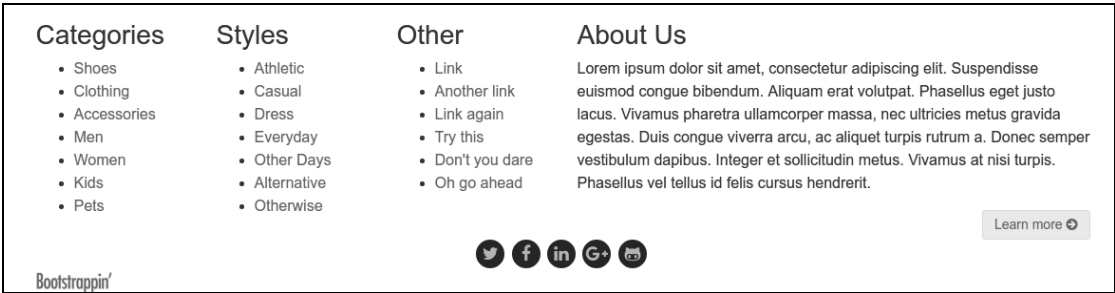 Categories
Shoes
Clothing
Accessories
Men
Women
Kids
Pets
Styles
Athletic
Casual
Dress
Everyday
Other Days
Alternative
Otherwise
Other
Link
Another link
Link again
Try this
Don't you dare
Oh go ahead
About Us
Lorem ipsum dolor sit amet, consectetur adipiscing elit. Suspendisse
euismod congue bibendum. Aliquam erat volutpat. Phasellus eget justo
lacus. Vivamus pharetra ullamcorper massa, nec ultricies metus gravida
egestas. Duis congue viverra arcu, ac aliquet turpis rutrum a. Donec semper
vestibulum dapibus. Integer et sollicitudin metus. Vivamus at nisi turpis.
Phasellus vel tellus id felis cursus hendrerit.
Learn more
f in G+
Bootstrappin'